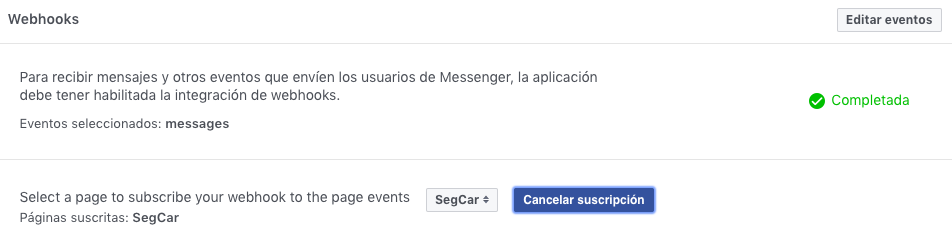 Webhooks
Editar eventos
Para recibir mensajes y otros eventos que envíen los usuarios de Messenger, la aplicación
debe tener habilitada la integración de webhooks.
Completada
Eventos seleccionados: messages
Select a page to subscribe your webhook to the page events
SegCar
Cancelar suscripción
Páginas suscritas: SegCar